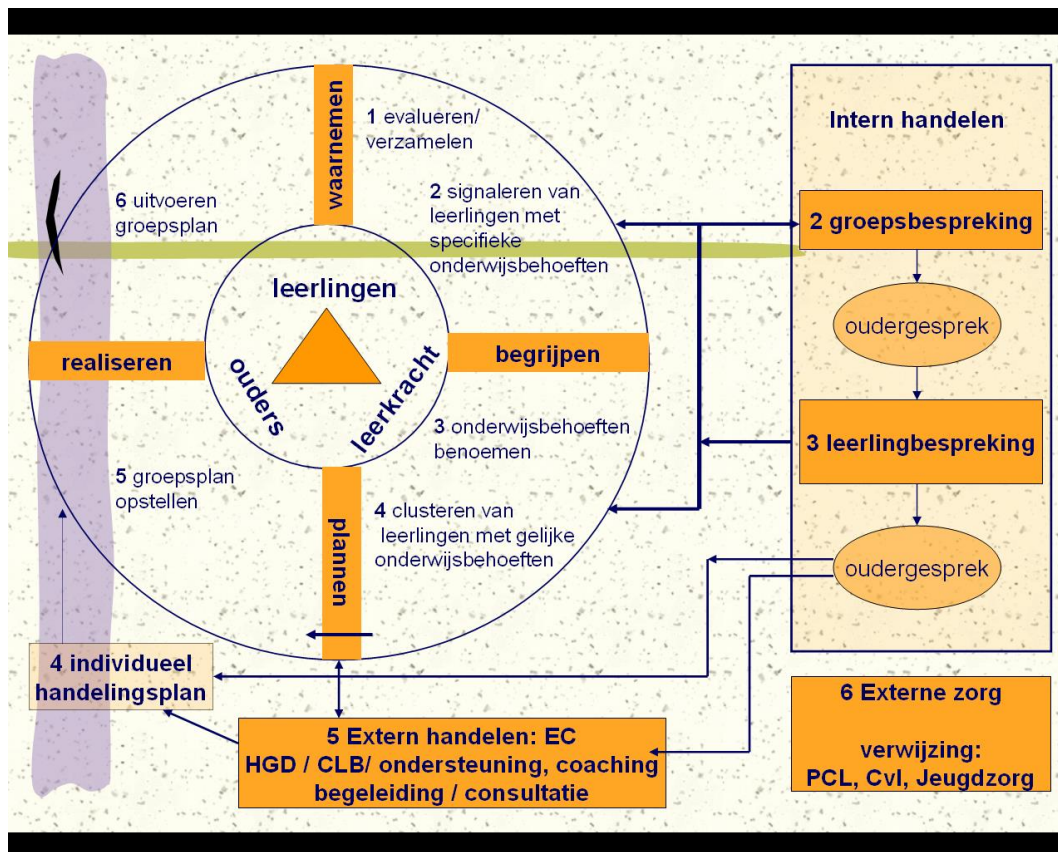 waarnemen
1 evalueren/
verzamelen
2 signaleren van
leerlingen met
specifieke
onderwijsbehoeften
begrijpen
3 onderwijsbehoeften
benoemen
4 clusteren van
leerlingen met gelijke
onderwijsbehoeften
plannen
5 groepsplan
opstellen
realiseren
6 uitvoeren
groepsplan
leerlingen
leerkracht
ouders
Intern handelen
2 groepsbespreking
oudergesprek
3 leerlingbespreking
oudergesprek
4 individueel
handelingsplan
5 Extern handelen: EC
HGD / CLB/ ondersteuning, coaching
begeleiding / consultatie
6 Externe zorg
verwijzing:
PCL, CvI, Jeugdzorg